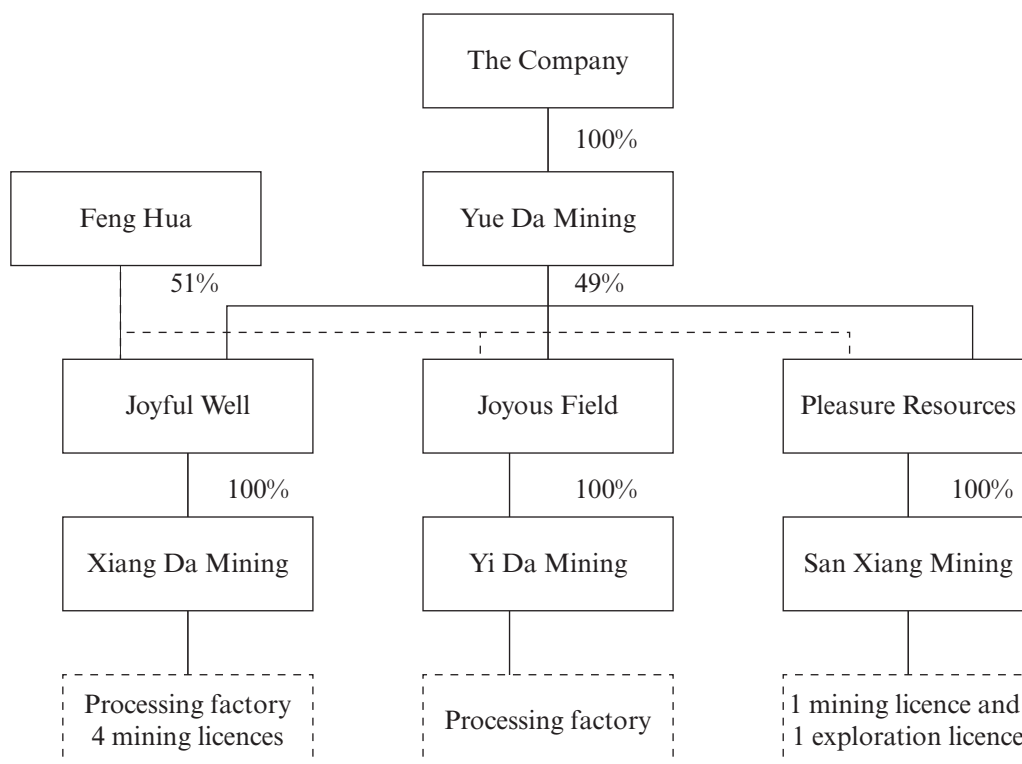 The Company
100%
Feng Hua
Yue Da Mining
51%
49%
Joyful Well
Joyous Field
Pleasure Resources
100%
100%
100%
Xiang Da Mining
Yi Da Mining
San Xiang Mining
Processing factory
4 mining licences
Processing factory
1 mining licence and
1 exploration licence